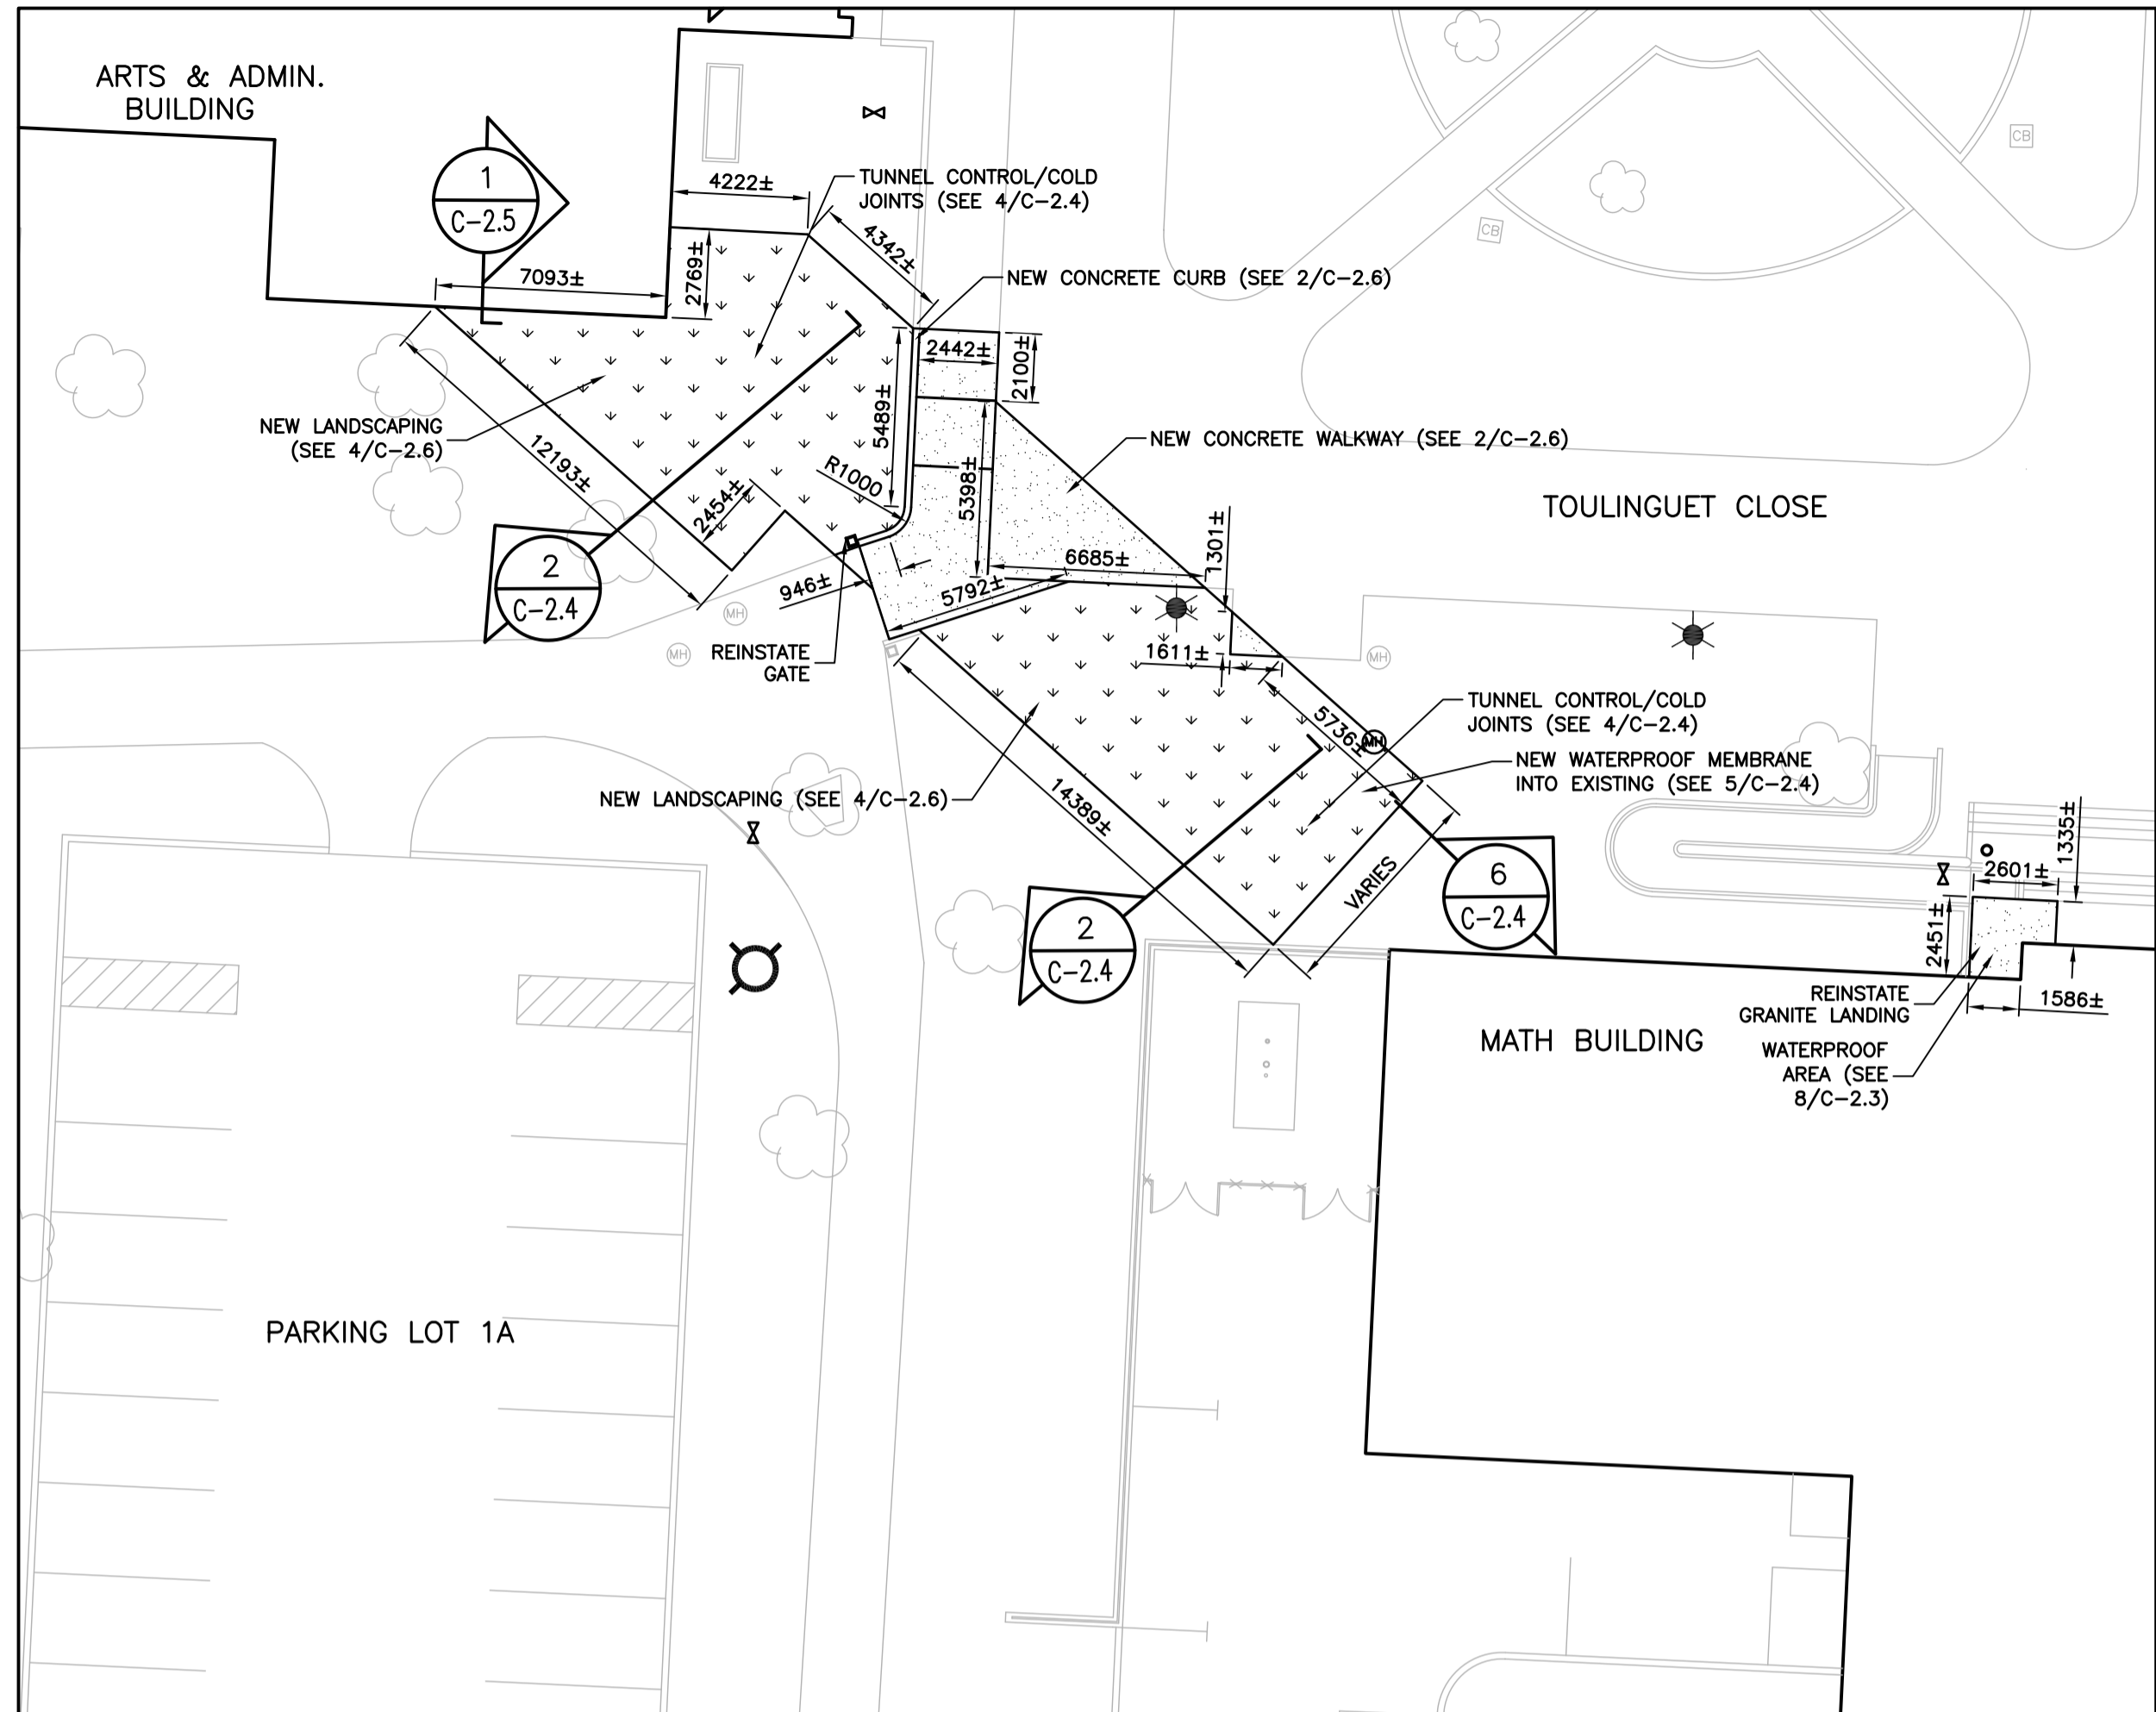 ARTS & ADMIN.
BUILDING
1
C-2.5
4222±
TUNNEL CONTROL/COLD
JOINTS (SEE 4/C-2.4)
CB
CB
4342±
2769±
7093±
NEW CONCRETE CURB (SEE 2/C-2.6)
2442±
2100±
5489±
NEW LANDSCAPING
(SEE 4/C-2.6)
12193±
R1000
2454±
5398±
NEW CONCRETE WALKWAY (SEE 2/C-2.6)
TOULINGUET CLOSE
1301±
6685±
946±
5792±
2
C-2.4
MH
MH
REINSTATE
GATE
1611±
MH
5736±
MH
TUNNEL CONTROL/COLD
JOINTS (SEE 4/C-2.4)
NEW WATERPROOF MEMBRANE
INTO EXISTING (SEE 5/C-2.4)
NEW LANDSCAPING (SEE 4/C-2.6)
14389±
VARIES
6
C-2.4
2
C-2.4
1335±
2601±
2451±
REINSTATE
GRANITE LANDING
1586±
MATH BUILDING
WATERPROOF
AREA (SEE
8/C-2.3)
PARKING LOT 1A